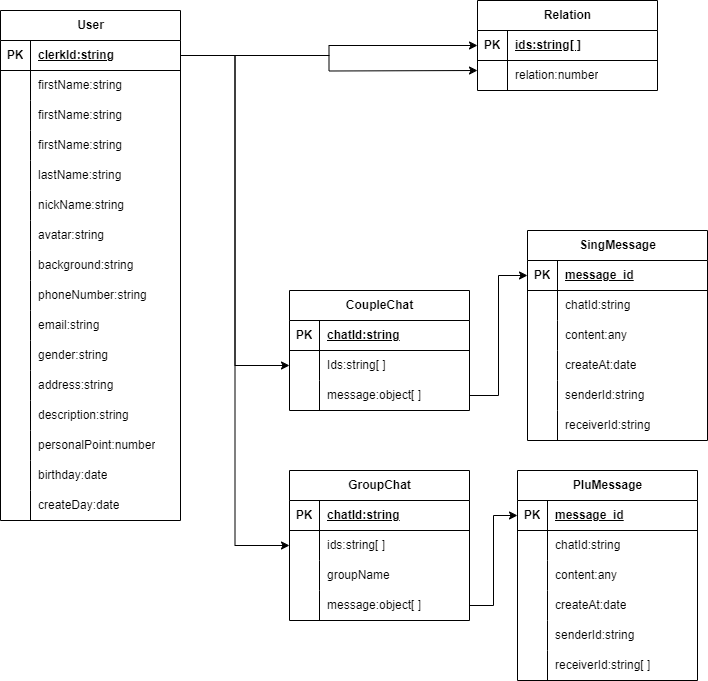 User
PK clerkId:string
firstName:string
firstName:string
firstName:string
lastName:string
nickName:string
avatar:string
background:string
phoneNumber:string
email:string
gender:string
address:string
description:string
personalPoint:number
birthday:date
createDay:date
Relation
PK ids:string[ ]
relation:number
CoupleChat
PK chatId:string
Ids:string[ ]
message:object[ ]
SingMessage
PK message_id
chatId:string
content:any
createAt:date
senderId:string
receiverId:string
GroupChat
PK chatId:string
ids:string[ ]
groupName
message:object[ ]
PluMessage
PK message_id
chatId:string
content:any
createAt:date
senderId:string
receiverId:string[ ]